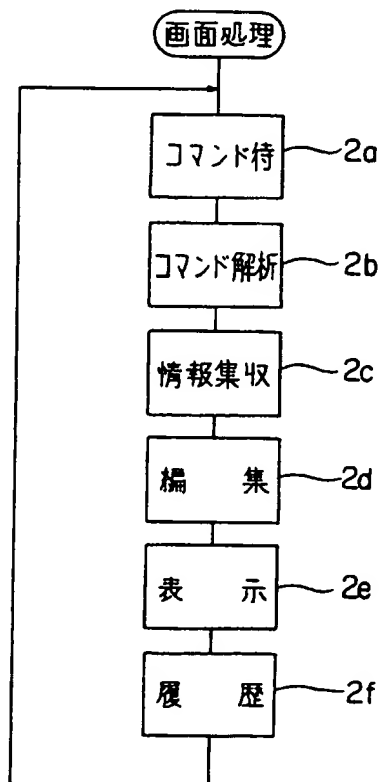 画面処理
コマンド待 2a
コマンド解析 2b
情報集収 2c
編 集 2d
表 示 2e
履 歴 2f